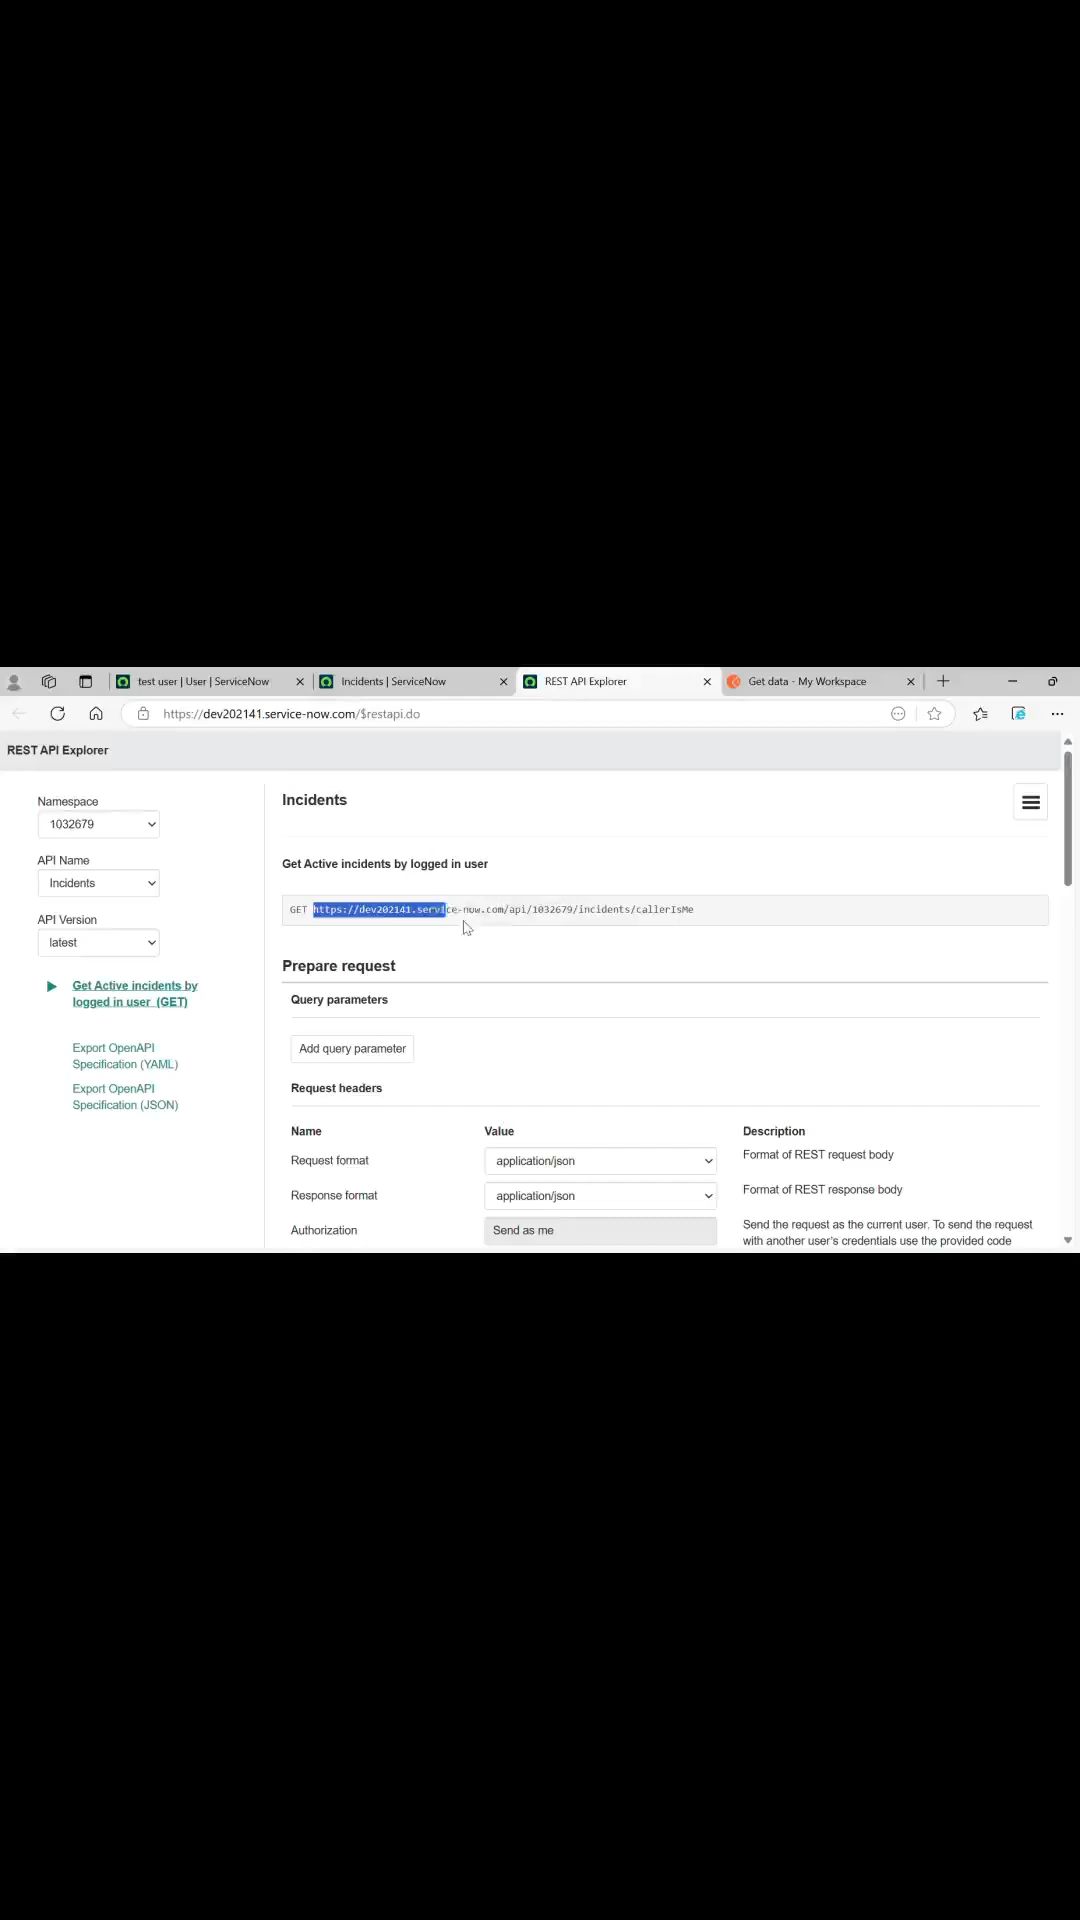 test user | User | ServiceNow
Incidents | ServiceNow
REST API Explorer
Get data - My Workspace
https://dev202141.service-now.com/$restapi.do
REST API Explorer
Namespace
1032679
API Name
Incidents
API Version
latest
Get Active incidents by
logged in user (GET)
Export OpenAPI
Specification (YAML)
Export OpenAPI
Specification (JSON)
Incidents
Get Active incidents by logged in user
GET https://dev202141.service-now.com/api/1032679/incidents/callerIsMe
Prepare request
Query parameters
Add query parameter
Request headers
Name Value Description
Request format application/json Format of REST request body
Response format application/json Format of REST response body
Authorization Send as me Send the request as the current user. To send the request
with another user's credentials use the provided code